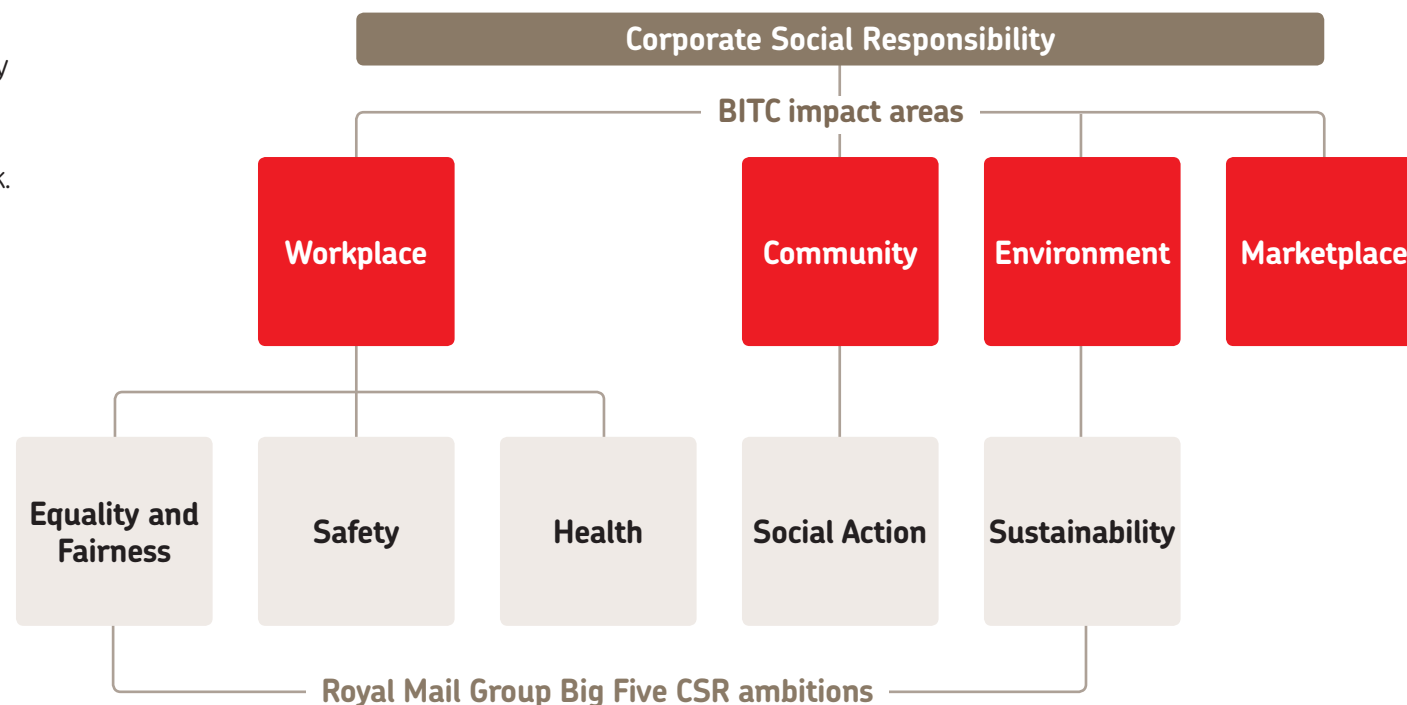 Corporate Social Responsibility
y
BITC impact areas
k.
Workplace
Community
Environment
Marketplace
Equality and
Fairness
Safety
Health
Social Action
Sustainability
Royal Mail Group Big Five CSR ambitions